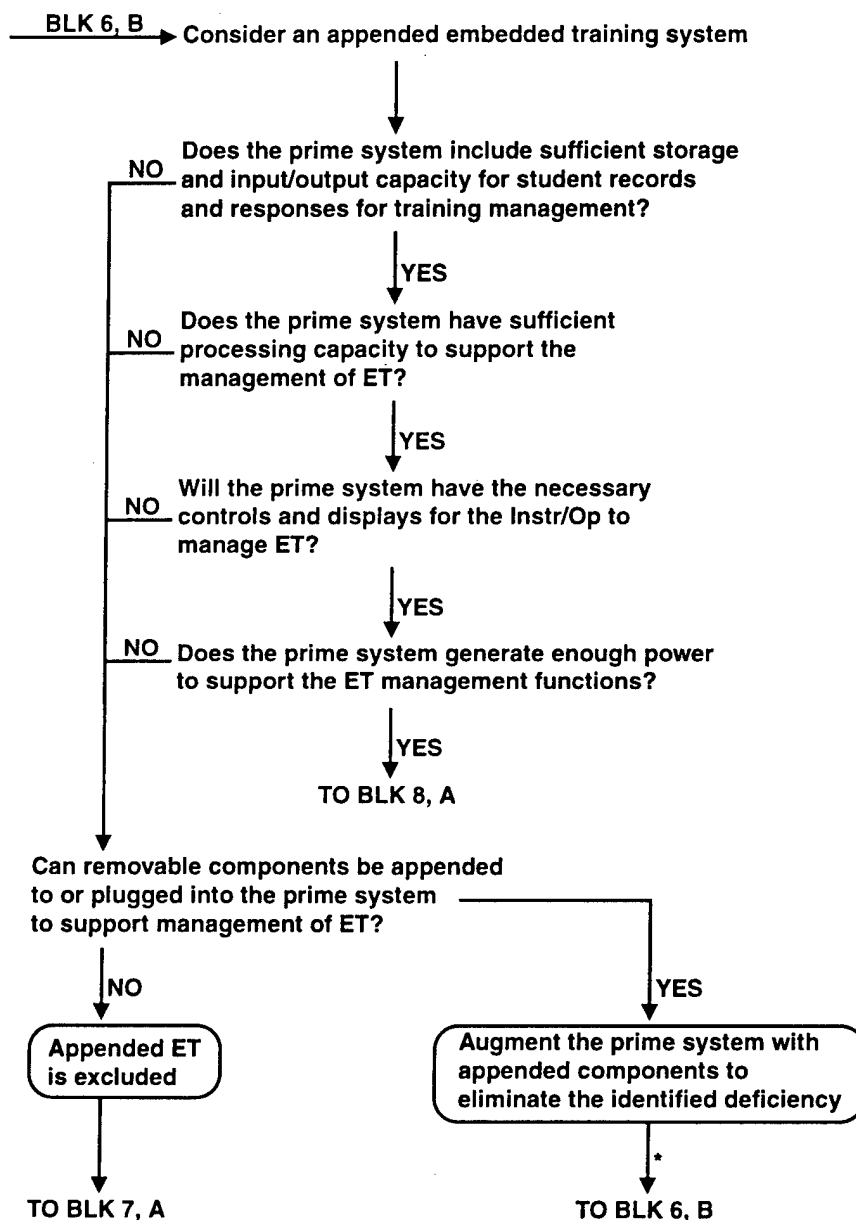 BLK 6, B
Consider an appended embedded training system
Does the prime system include sufficient storage
NO
and input/output capacity for student records
and responses for training management?
YES
Does the prime system have sufficient
NO
processing capacity to support the
management of ET?
YES
Will the prime system have the necessary
NO
controls and displays for the Instr/Op to
manage ET?
YES
NO
Does the prime system generate enough power
to support the ET management functions?
YES
TO BLK 8, A
Can removable components be appended
to or plugged into the prime system
to support management of ET?
NO
YES
Appended ET
is excluded
Augment the prime system with
appended components to
eliminate the identified deficiency
*
TO BLK 7, A
TO BLK 6, B